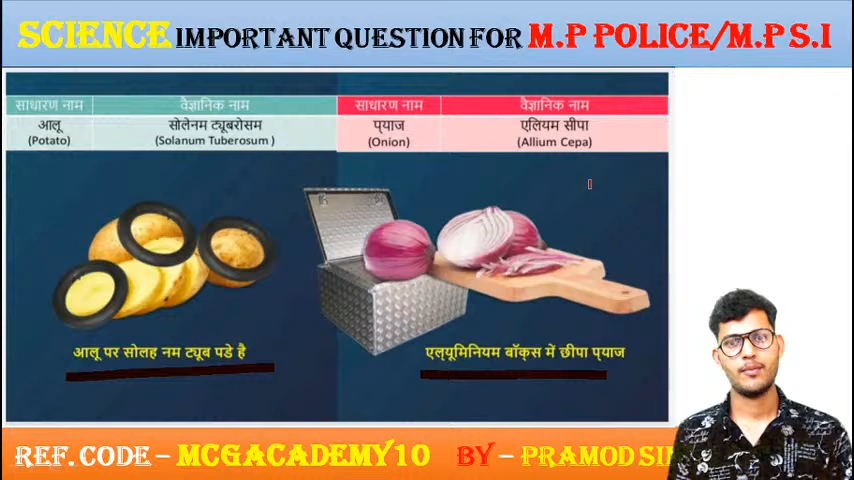 SCIENCE IMPORTANT QUESTION FOR M.P POLICE/M.P S.I
साधारण नाम वैज्ञानिक नाम साधारण नाम वैज्ञानिक नाम
आलू सोलेनम ट्यूबरोसम प्याज एलियम सीपा
(Potato) (Solanum Tuberosum ) (Onion) (Allium Cepa)
आलू पर सोलह नम ट्यूब पडे है एल्यूमिनियम बॉक्स में छीपा प्याज
REF. CODE – MCGACADEMY10 BY – PRAMOD